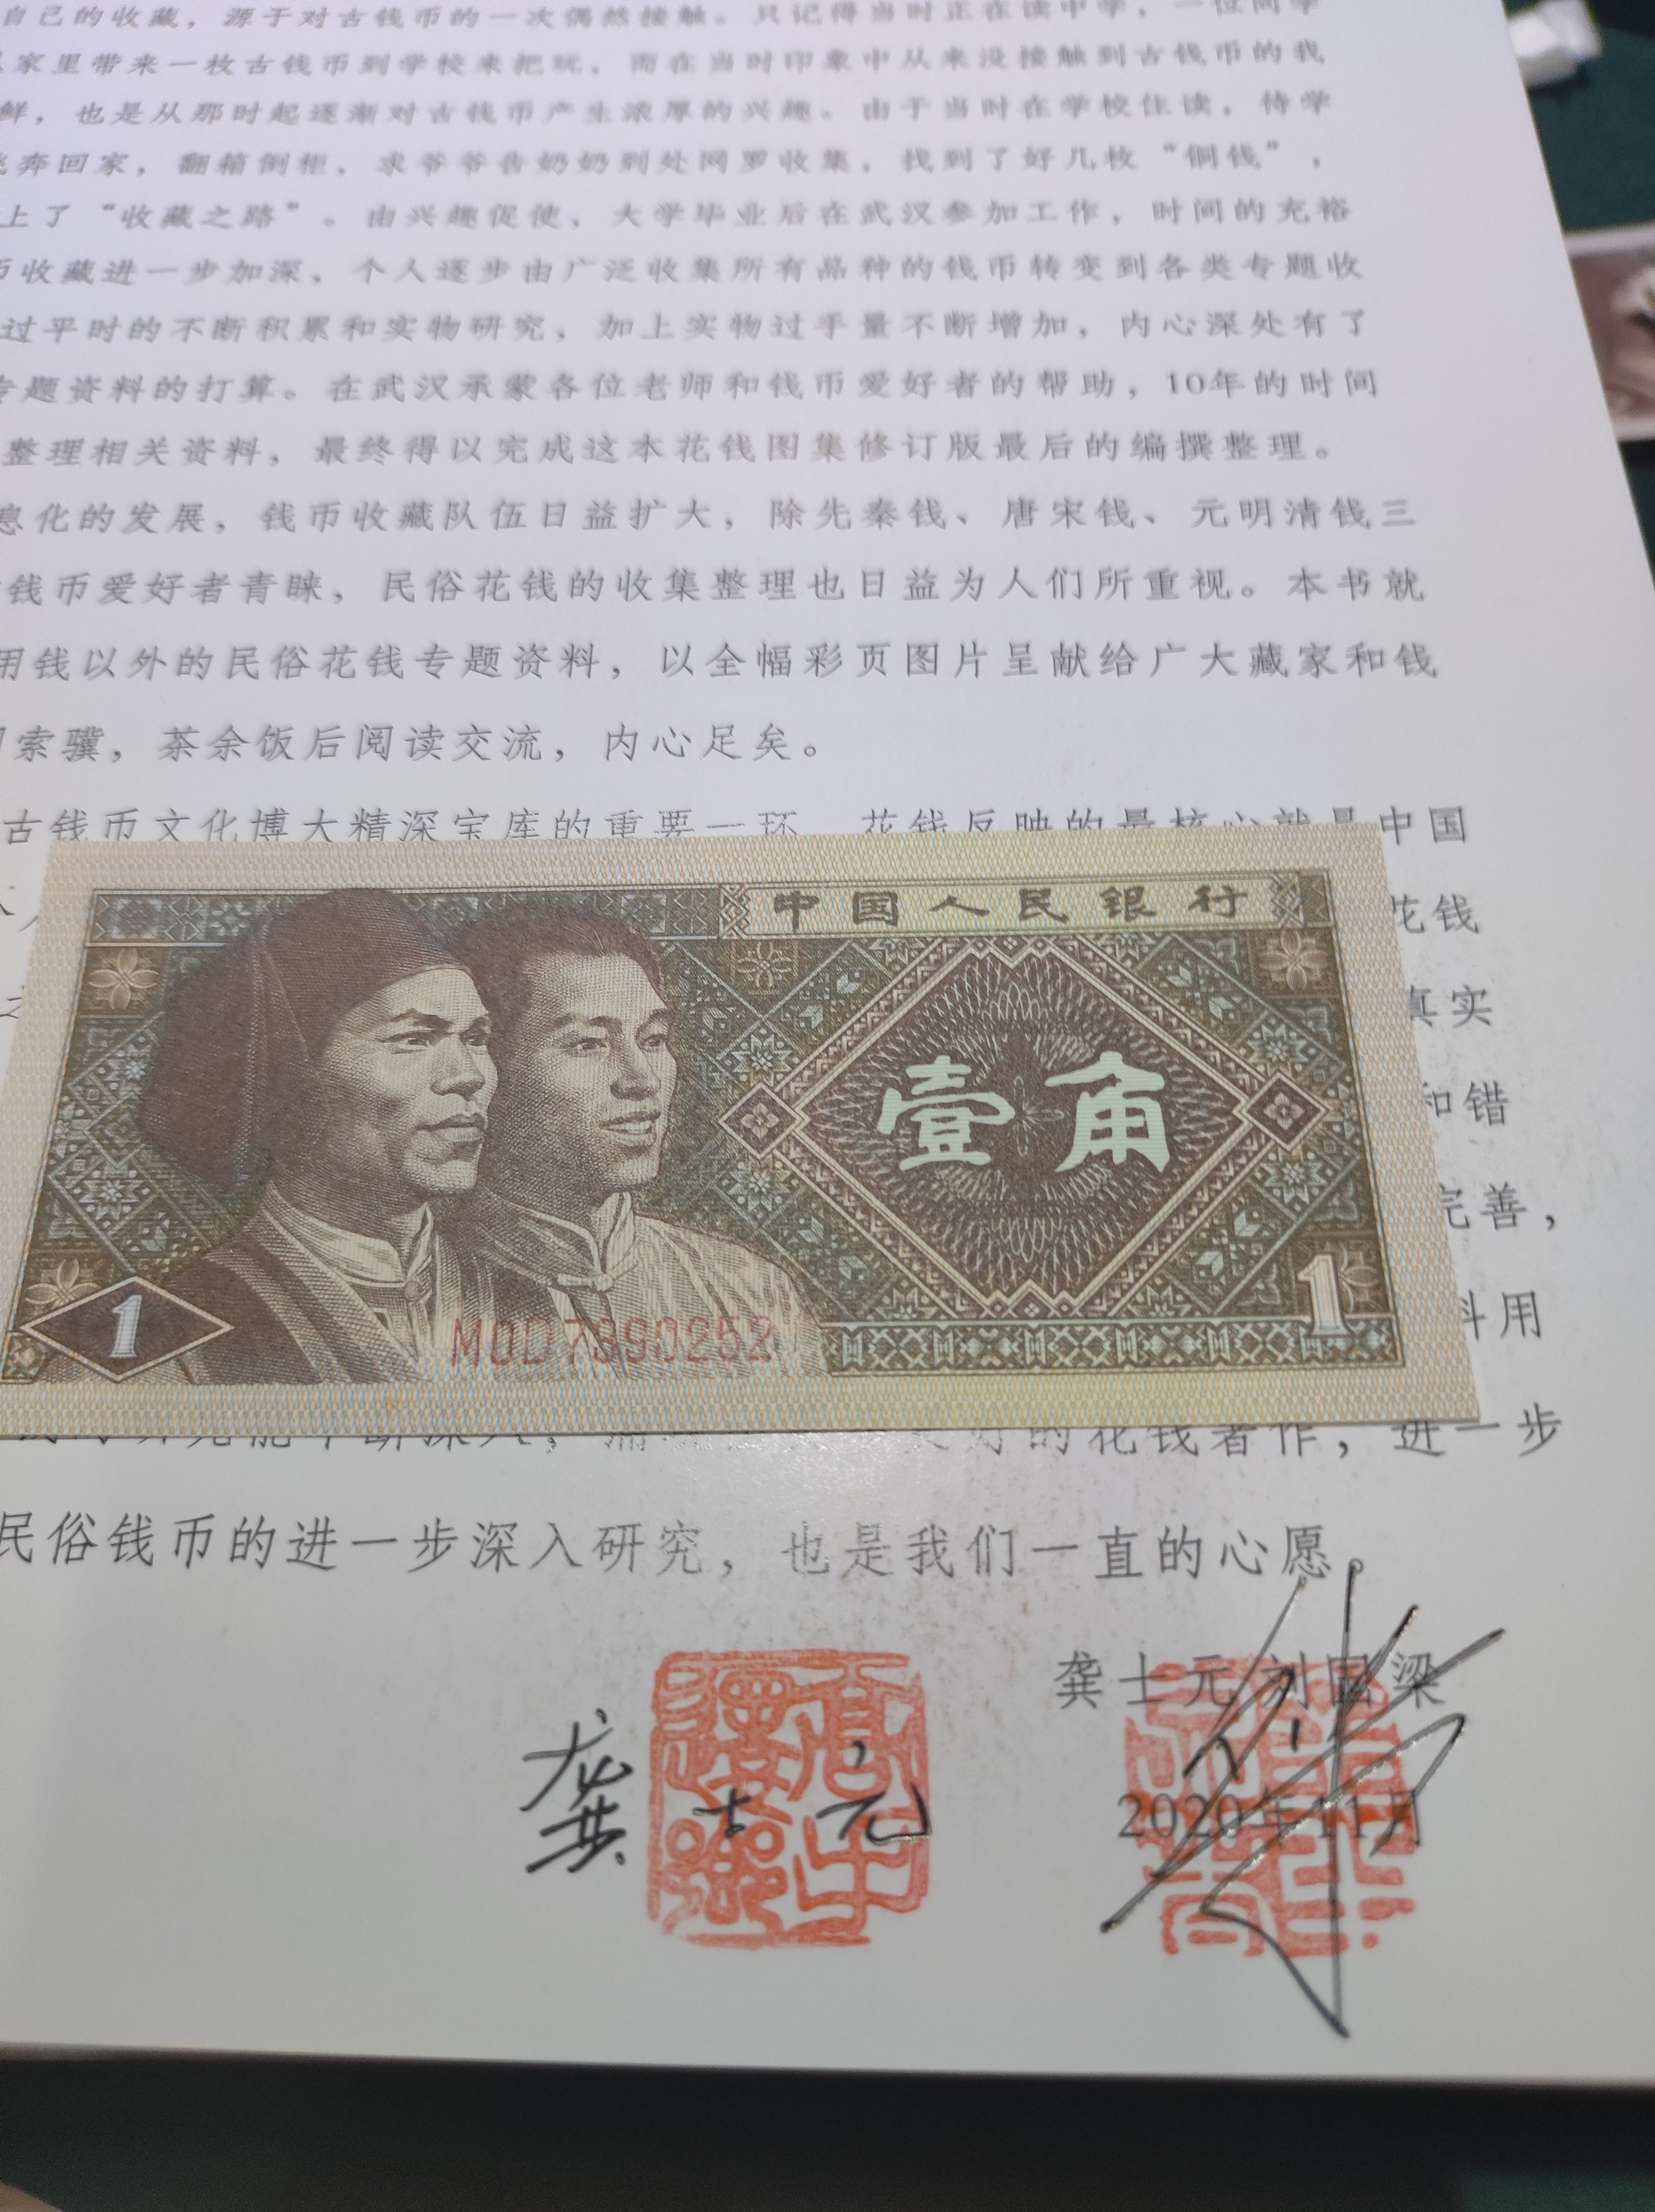 自己的收藏，源于对古钱币的一次偶然接触。只记得当时正在读中学，一位同学
家里带来一枚古钱币到学校来把玩，而在当时印象中从来没接触到古钱币的我
鲜，也是从那时起逐渐对古钱币产生浓厚的兴趣。由于当时在学校住读，待学
奔回家，翻箱倒柜，求爷爷告奶奶到处网罗收集，找到了好几枚“铜钱”，
上了“收藏之路”。由兴趣促使，大学毕业后在武汉参加工作，时间的充裕
币收藏进一步加深，个人逐步由广泛收集所有品种的钱币转变到各类专题收
过平时的不断积累和实物研究，加上实物过手量不断增加，内心深处有了
专题资料的打算。在武汉承蒙各位老师和钱币爱好者的帮助，10年的时间
整理相关资料，最终得以完成这本花钱图集修订版最后的编撰整理。
息化的发展，钱币收藏队伍日益扩大，除先秦钱、唐宋钱、元明清钱三
钱币爱好者青睐，民俗花钱的收集整理也日益为人们所重视。本书就
用钱以外的民俗花钱专题资料，以全幅彩页图片呈献给广大藏家和钱
索骥，茶余饭后阅读交流，内心足矣。
古钱币文化博大精深宝库的重要一环，花钱反映的最核心就是中国
花钱
真实
和错
完善，
料用
的花钱著作，进一步
民俗钱币的进一步深入研究，也是我们一直的心愿。
中国人民银行
壹角
1
1
M0D7390252
龚士元 刘国梁
2020年11月
龚士元